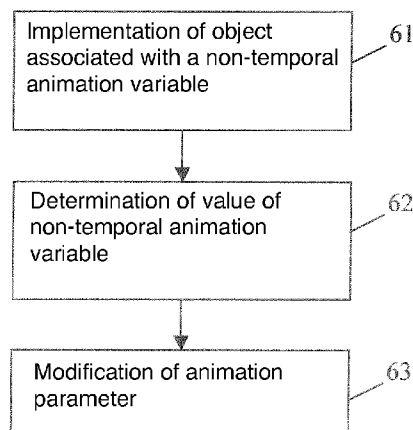 Implementation of object
associated with a non-temporal
animation variable
61
Determination of value of
non-temporal animation
variable
62
Modification of animation
parameter
63